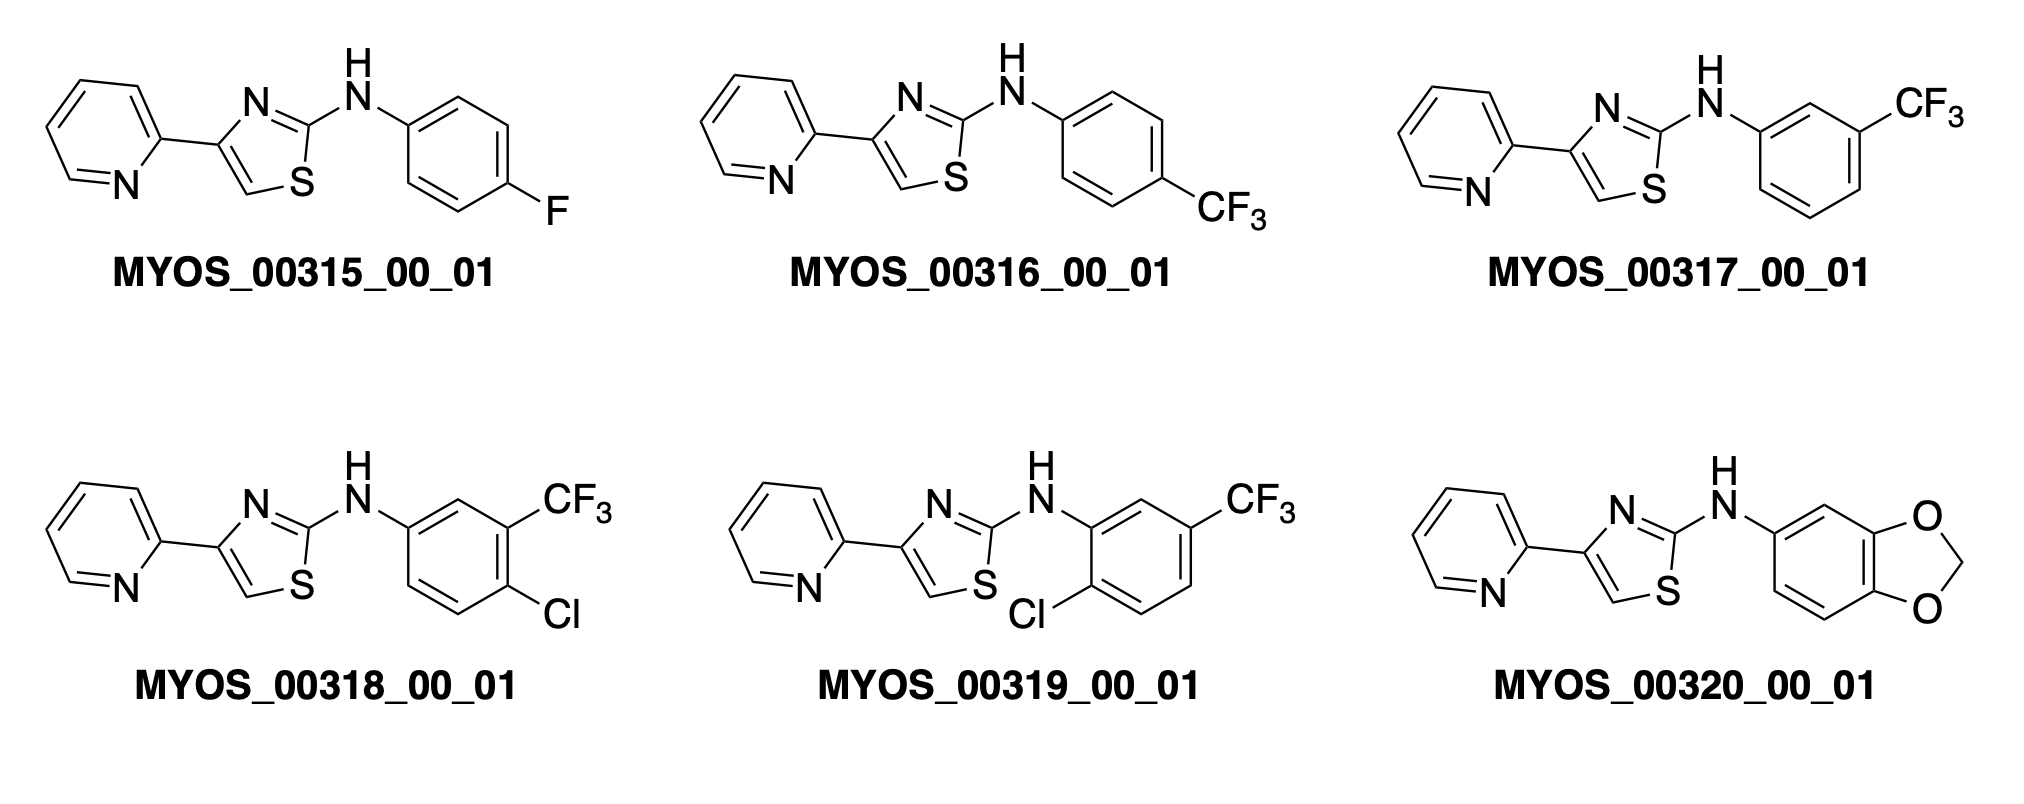 H
N N
N S F
MYOS_00315_00_01
H
N N
N S CF3
MYOS_00316_00_01
H
N N CF3
N S
MYOS_00317_00_01
H
N N CF3
N S Cl
MYOS_00318_00_01
H
N N CF3
N S
Cl
MYOS_00319_00_01
H
N N O
N S O
MYOS_00320_00_01